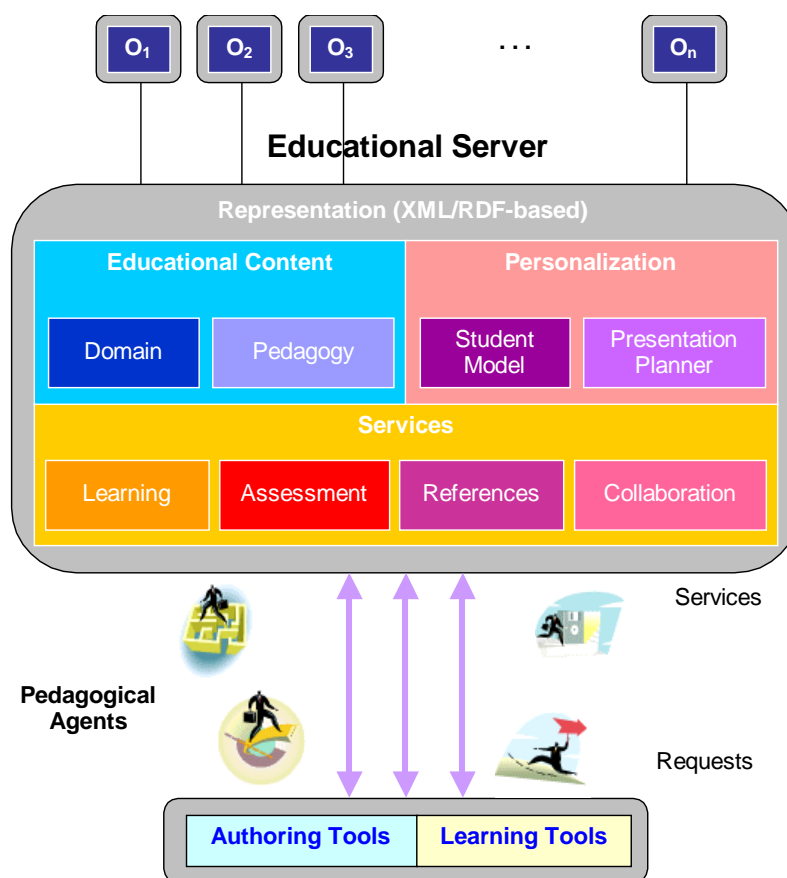 O1 O2 O3 ... On
Educational Server
Representation (XML/RDF-based)
Educational Content
Personalization
Domain
Pedagogy
Student
Model
Presentation
Planner
Services
Learning
Assessment
References
Collaboration
Services
Pedagogical
Agents
Requests
Authoring Tools
Learning Tools